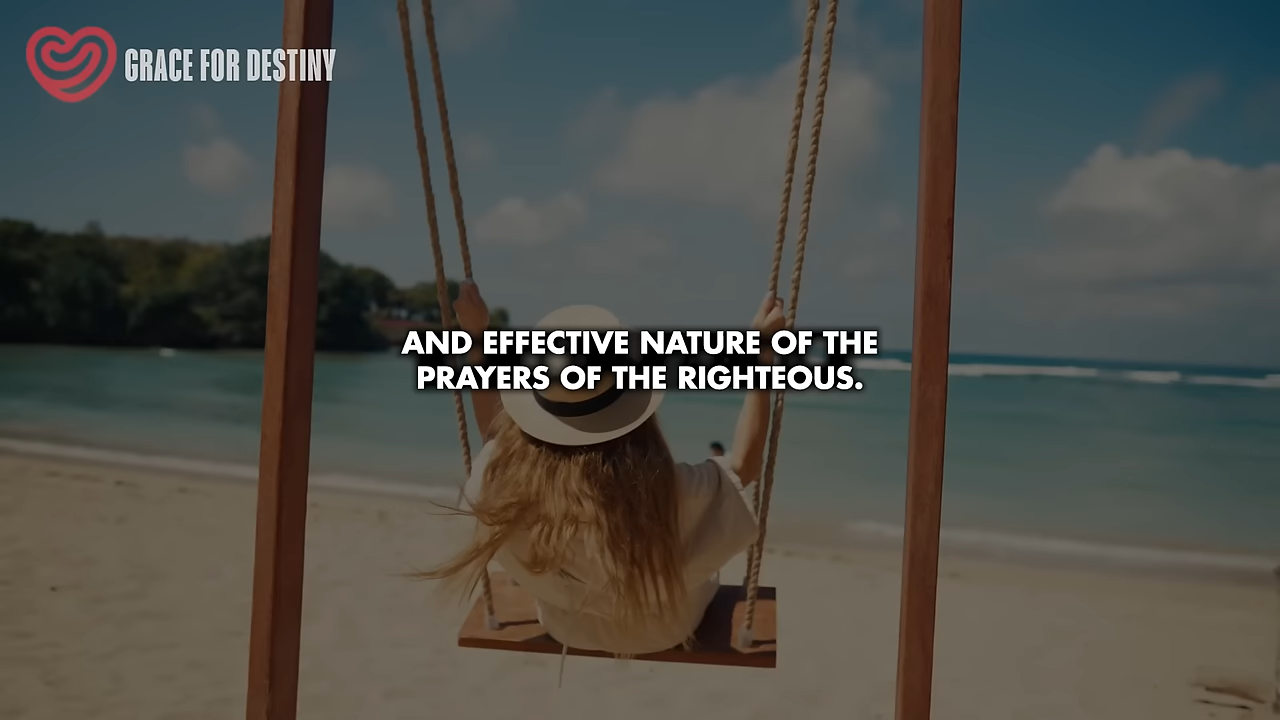 GRACE FOR DESTINY
AND EFFECTIVE NATURE OF THE
PRAYERS OF THE RIGHTEOUS.